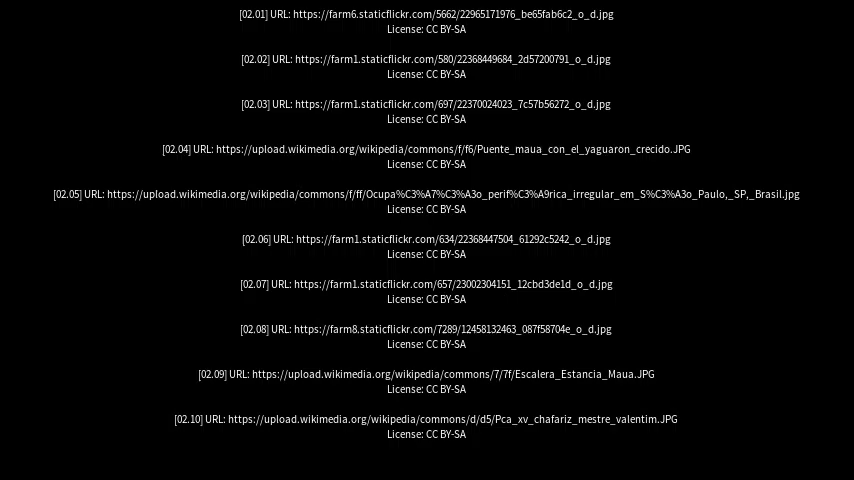 [02.01] URL: https://farm6.staticflickr.com/5662/22965171976_be65fab6c2_o_d.jpg
License: CC BY-SA
[02.02] URL: https://farm1.staticflickr.com/580/22368449684_2d57200791_o_d.jpg
License: CC BY-SA
[02.03] URL: https://farm1.staticflickr.com/697/22370024023_7c57b56272_o_d.jpg
License: CC BY-SA
[02.04] URL: https://upload.wikimedia.org/wikipedia/commons/f/f6/Puente_maua_con_el_yaguaron_crecido.JPG
License: CC BY-SA
[02.05] URL: https://upload.wikimedia.org/wikipedia/commons/f/ff/Ocupa%C3%A7%C3%A3o_perif%C3%A9rica_irregular_em_S%C3%A3o_Paulo,_SP,_Brasil.jpg
License: CC BY-SA
[02.06] URL: https://farm1.staticflickr.com/634/22368447504_61292c5242_o_d.jpg
License: CC BY-SA
[02.07] URL: https://farm1.staticflickr.com/657/23002304151_12cbd3de1d_o_d.jpg
License: CC BY-SA
[02.08] URL: https://farm8.staticflickr.com/7289/12458132463_087f58704e_o_d.jpg
License: CC BY-SA
[02.09] URL: https://upload.wikimedia.org/wikipedia/commons/7/7f/Escalera_Estancia_Maua.JPG
License: CC BY-SA
[02.10] URL: https://upload.wikimedia.org/wikipedia/commons/d/d5/Pca_xv_chafariz_mestre_valentim.JPG
License: CC BY-SA